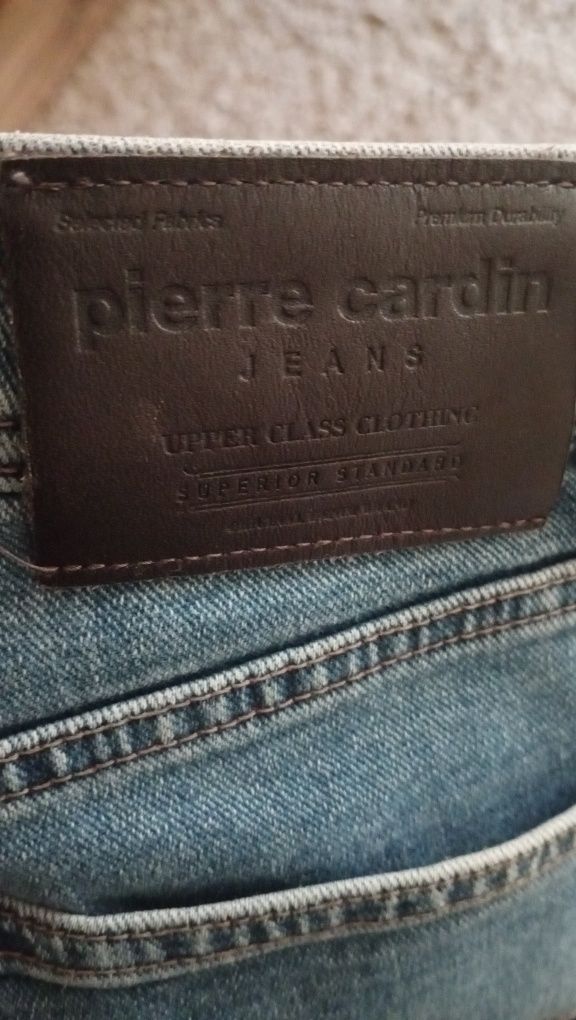 Selected Fabrics Premium Durability
pierre cardin
JEANS
UPPER CLASS CLOTHING
SUPERIOR STANDARD